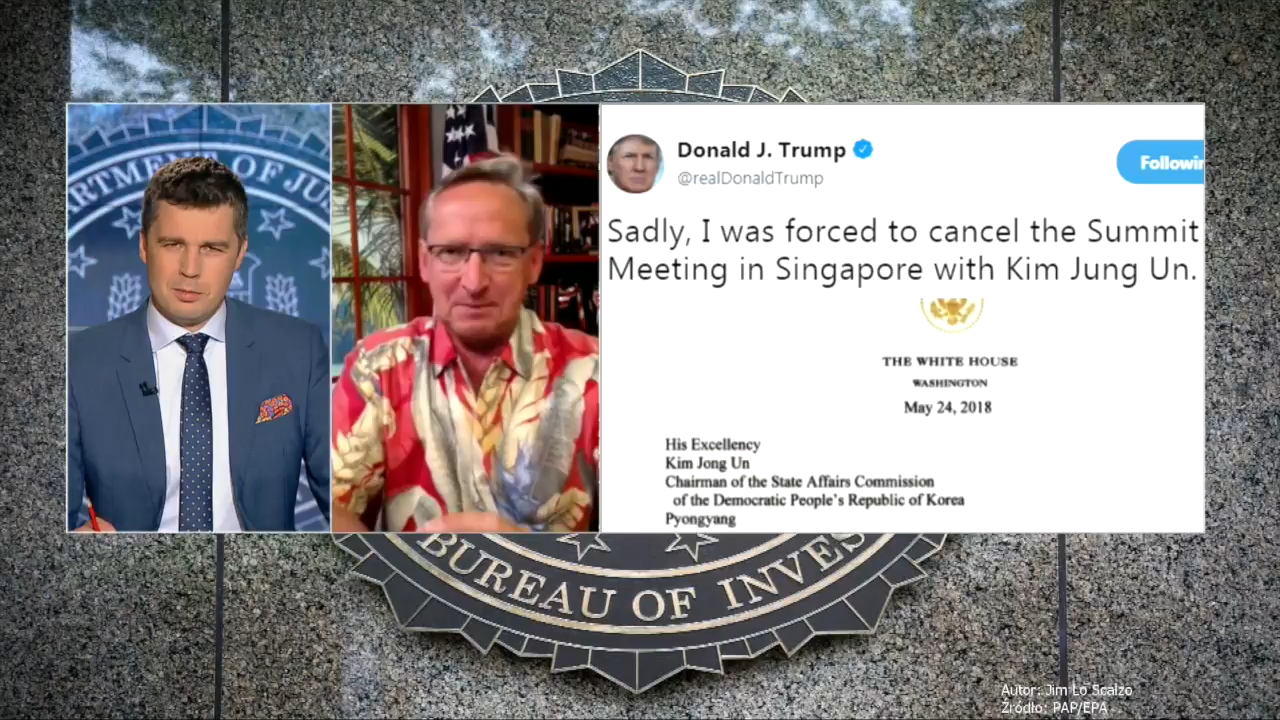 ARTMENT OF JU
Donald J. Trump
@realDonaldTrump
Followin
Sadly, I was forced to cancel the Summit
Meeting in Singapore with Kim Jung Un.
THE WHITE HOUSE
WASHINGTON
May 24, 2018
His Excellency
Kim Jong Un
Chairman of the State Affairs Commission
of the Democratic People's Republic of Korea
Pyongyang
BUREAU OF INVES
Autor: Jim Lo Scalzo
Źródło: PAP/EPA